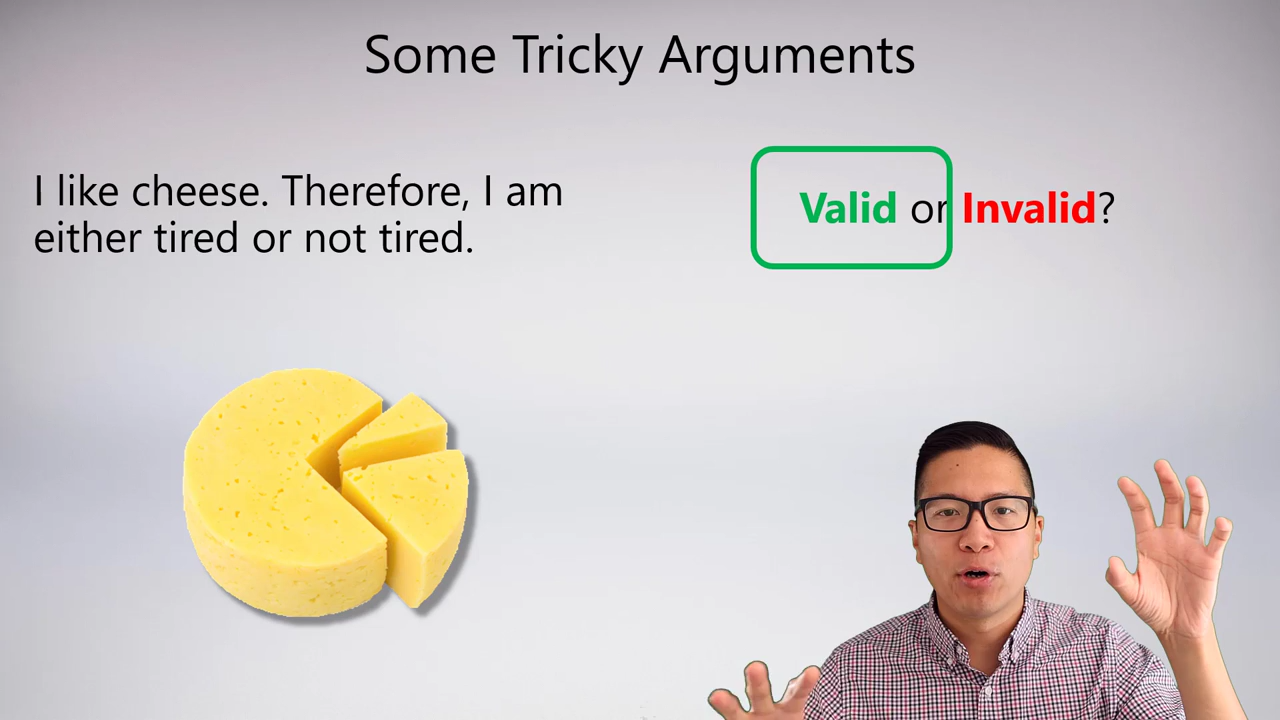 Some Tricky Arguments
I like cheese. Therefore, I am
either tired or not tired.
Valid or Invalid?